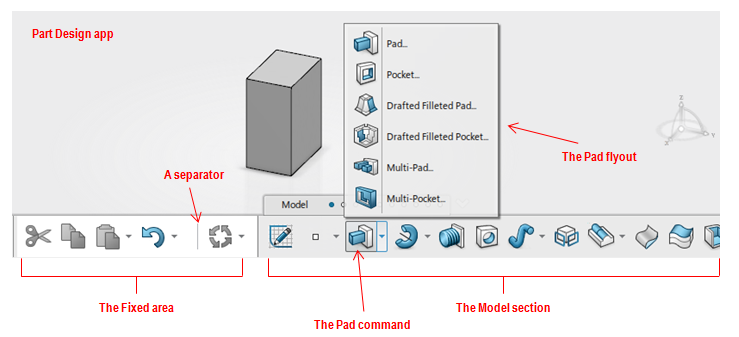 Part Design app
Pad...
Pocket...
Drafted Filleted Pad...
Drafted Filleted Pocket...
Multi-Pad...
Multi-Pocket...
The Pad flyout
A separator
Model
The Fixed area
The Pad command
The Model section